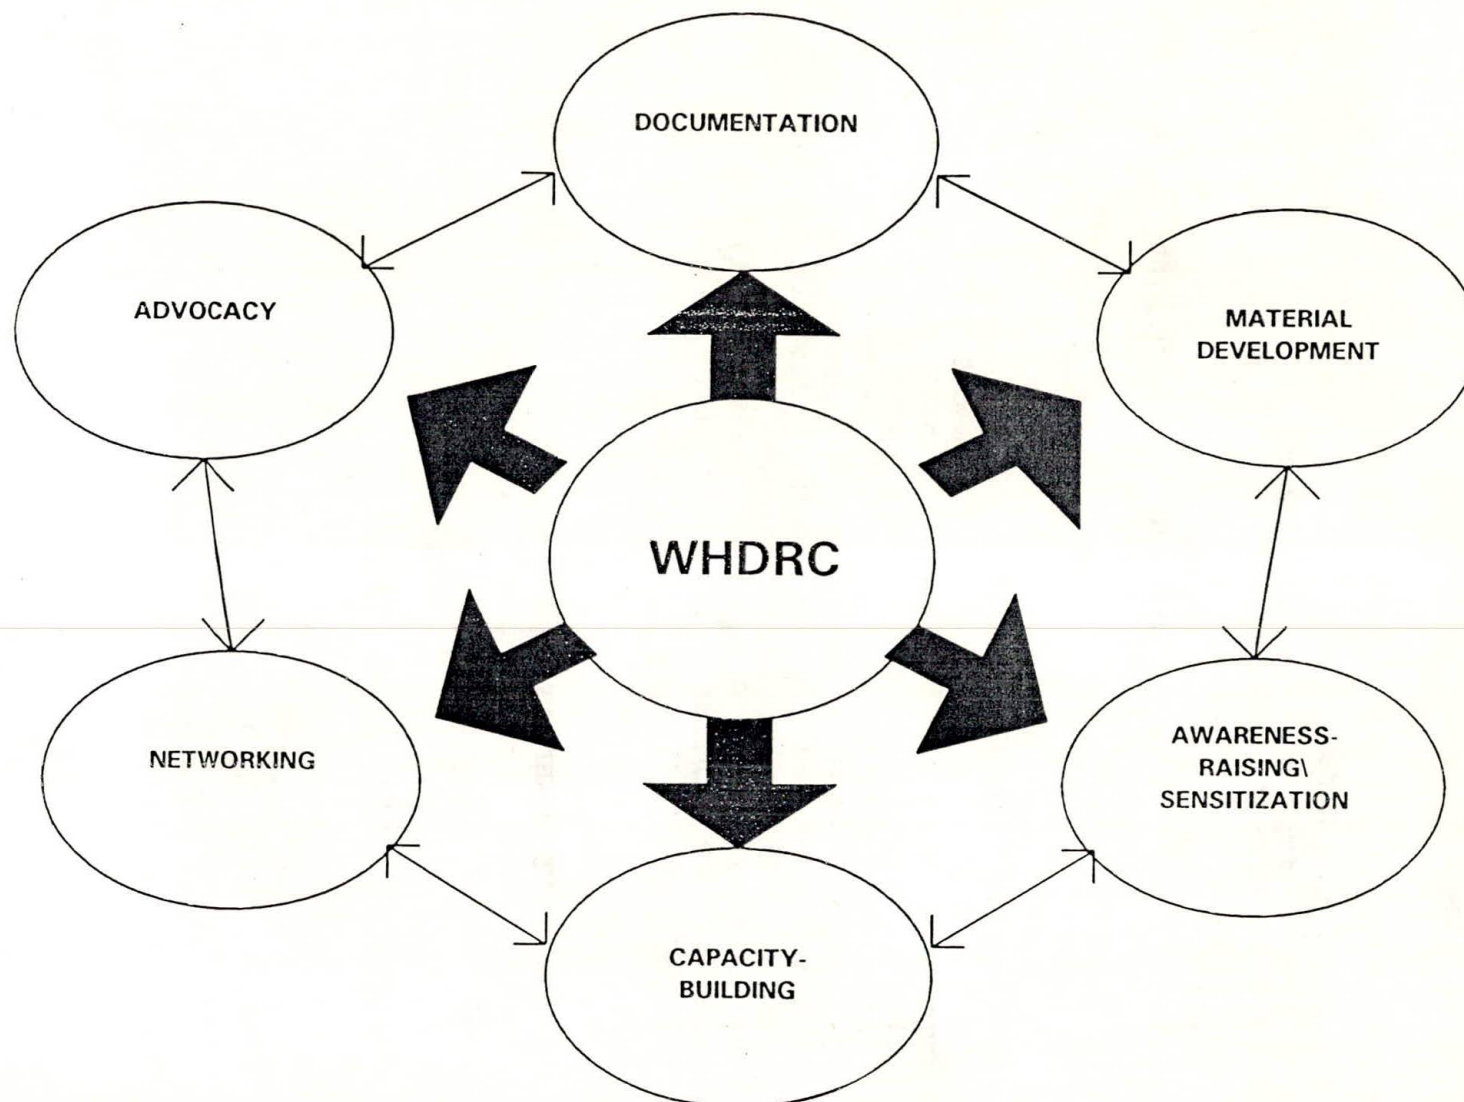 DOCUMENTATION
ADVOCACY
MATERIAL
DEVELOPMENT
WHDRC
NETWORKING
AWARENESS-
RAISING\
SENSITIZATION
CAPACITY-
BUILDING